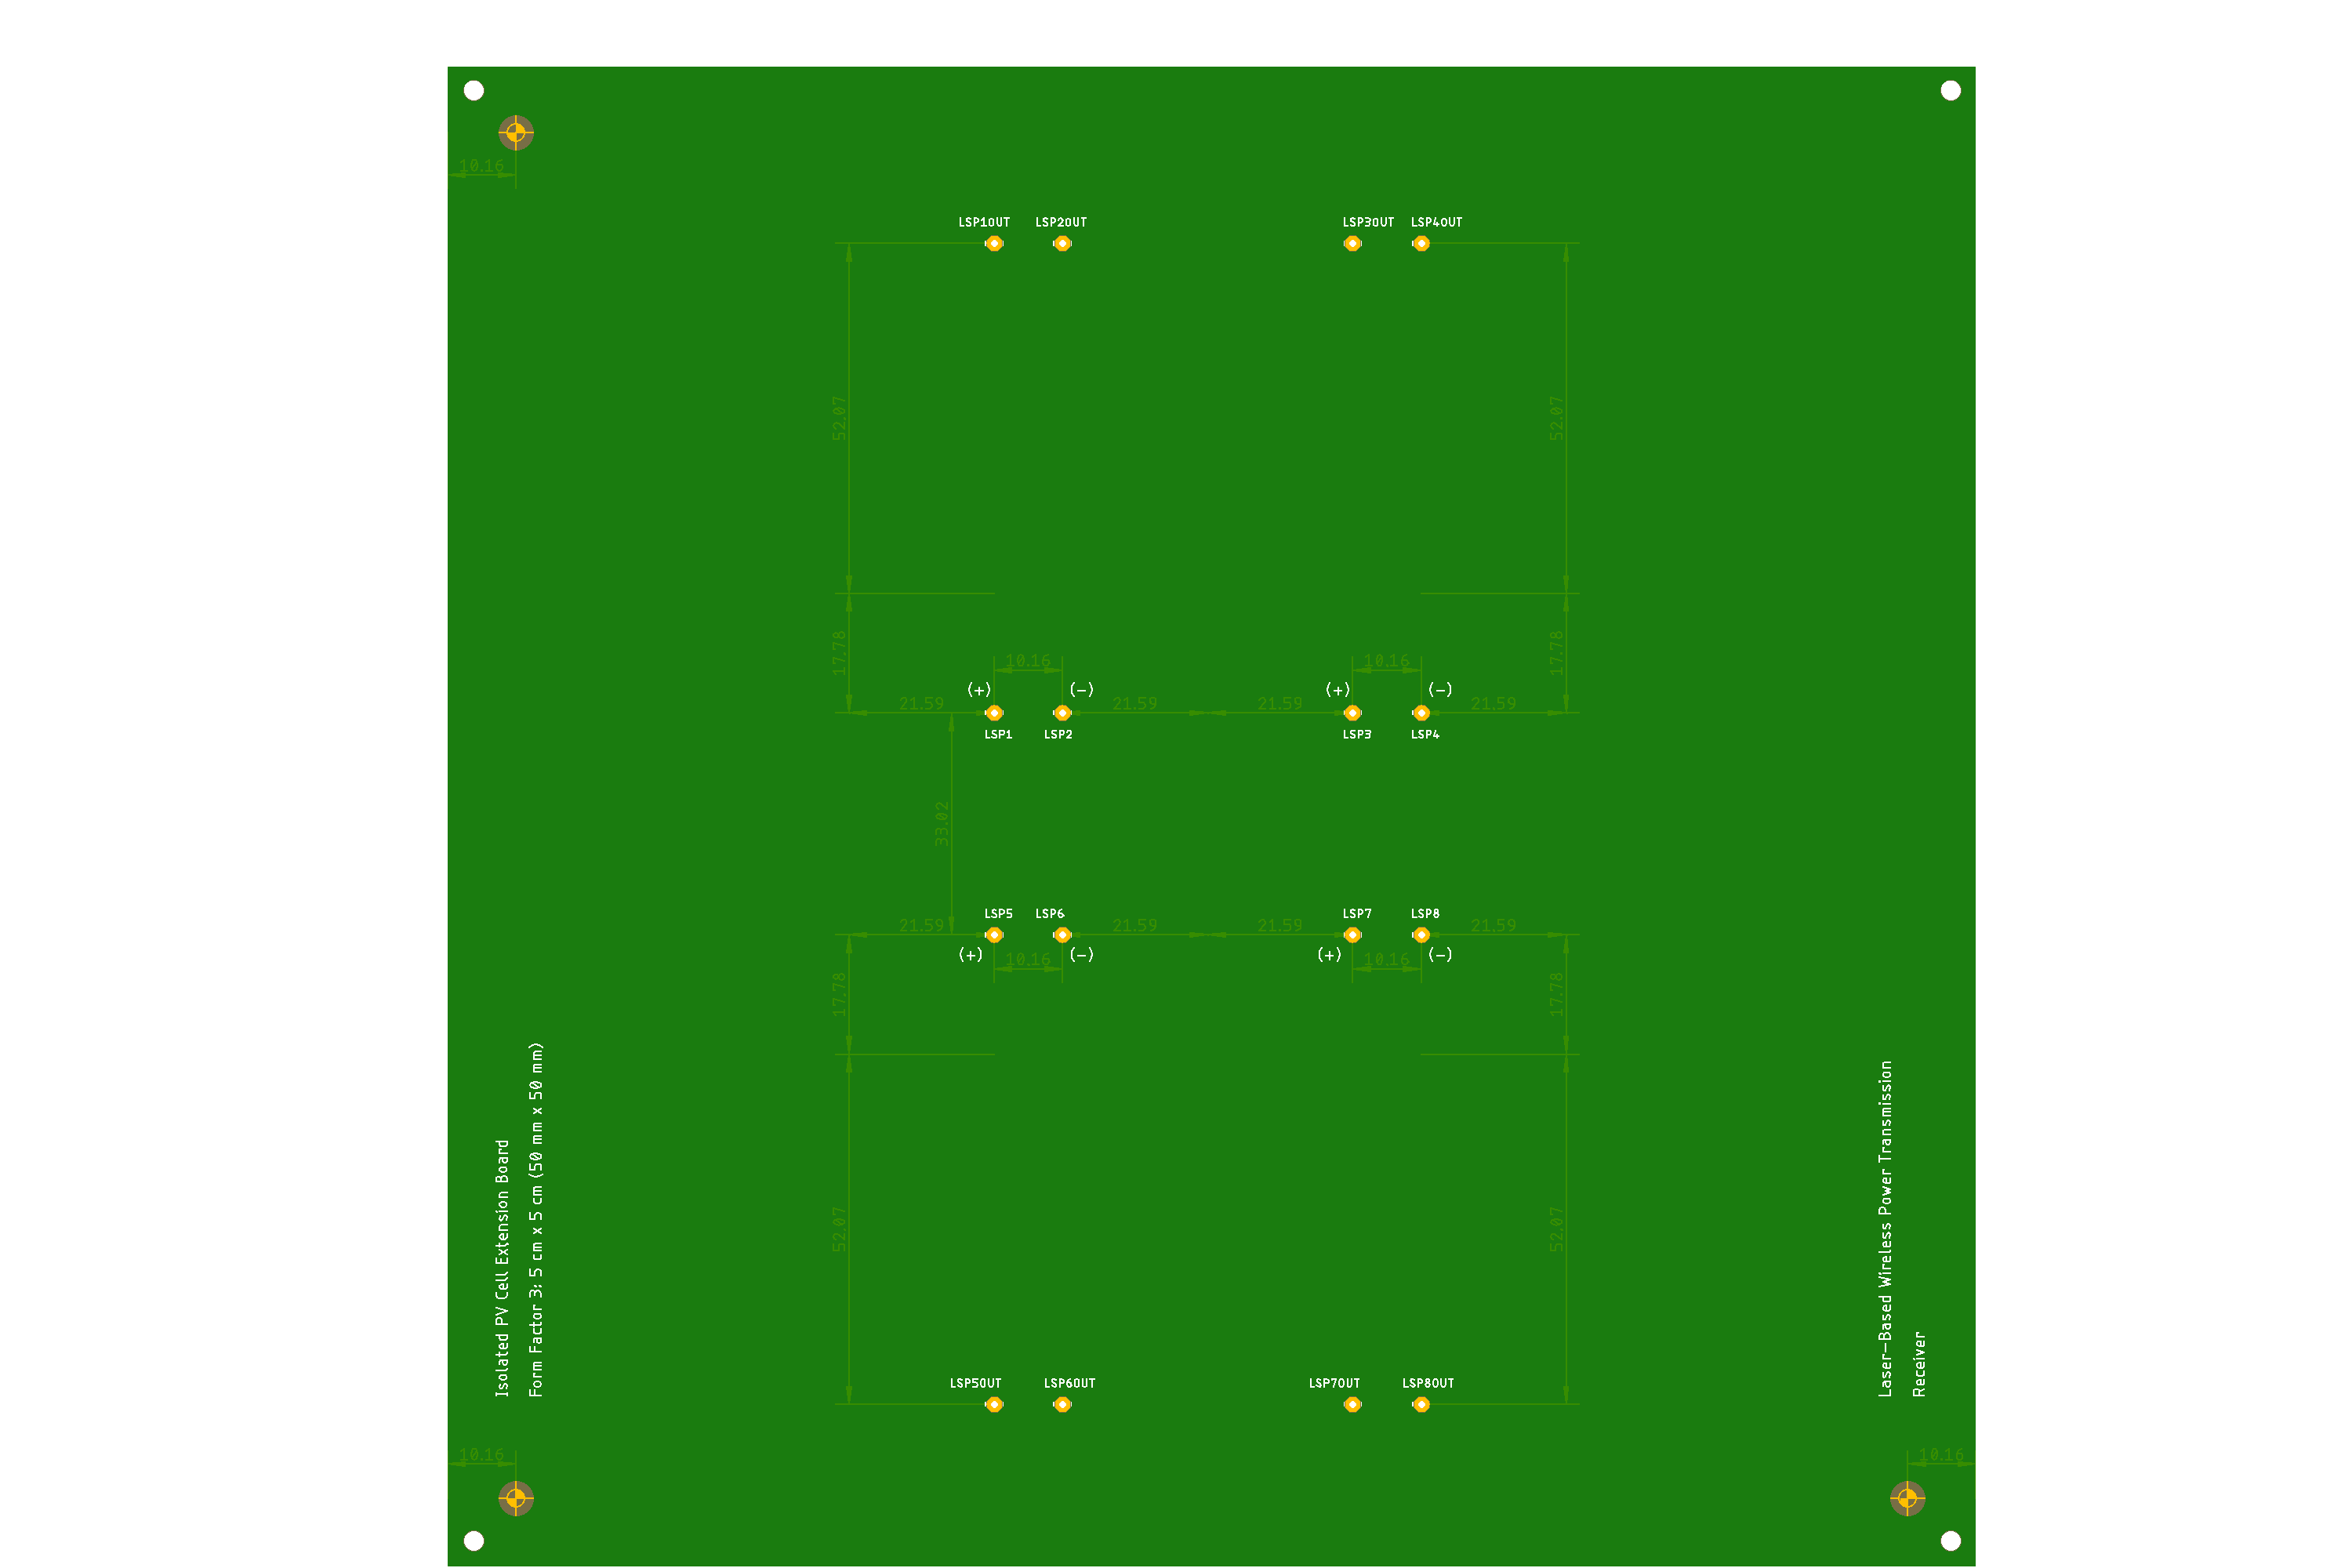 10.16
LSP1OUT LSP2OUT LSP3OUT LSP4OUT
52.07 52.07
17.78 17.78
10.16 10.16
(+) (-) (+) (-)
21.59 21.59 21.59 21.59
LSP1 LSP2 LSP3 LSP4
33.02
LSP5 LSP6 LSP7 LSP8
21.59 21.59 21.59 21.59
(+) (-) (+) (-)
10.16 10.16
17.78 17.78
52.07 52.07
Isolated PV Cell Extension Board
Form Factor 3: 5 cm x 5 cm (50 mm x 50 mm)
Laser-Based Wireless Power Transmission
Receiver
LSP5OUT LSP6OUT LSP7OUT LSP8OUT
10.16 10.16